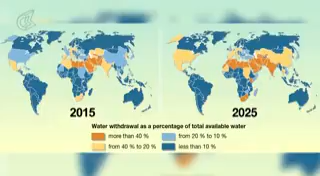 2015
2025
Water withdrawal as a percentage of total available water
more than 40 %
from 20 % to 10 %
from 40 % to 20 %
less than 10 %